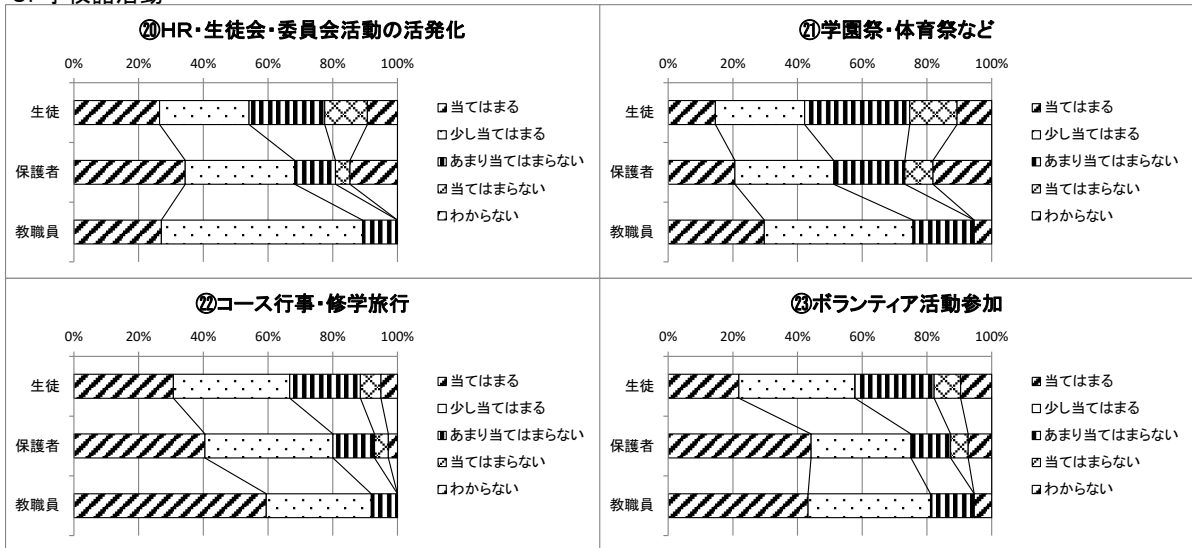 ⑳HR・生徒会・委員会活動の活発化
0% 20% 40% 60% 80% 100%
生徒
保護者
教職員
当てはまる
少し当てはまる
あまり当てはまらない
当てはまらない
わからない
㉑学園祭・体育祭など
0% 20% 40% 60% 80% 100%
生徒
保護者
教職員
当てはまる
少し当てはまる
あまり当てはまらない
当てはまらない
わからない
㉒コース行事・修学旅行
0% 20% 40% 60% 80% 100%
生徒
保護者
教職員
当てはまる
少し当てはまる
あまり当てはまらない
当てはまらない
わからない
㉓ボランティア活動参加
0% 20% 40% 60% 80% 100%
生徒
保護者
教職員
当てはまる
少し当てはまる
あまり当てはまらない
当てはまらない
わからない